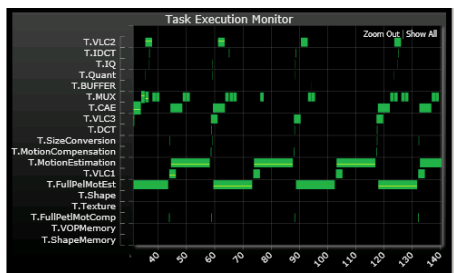 Task Execution Monitor
Zoom Out | Show All
T.VLC2
T.IDCT
T.IQ
T.Quant
T.BUFFER
T.MUX
T.CAE
T.VLC3
T.DCT
T.SizeConversion
T.MotionCompensation
T.MotionEstimation
T.VLC1
T.FullPelMotEst
T.Shape
T.Texture
T.FullPetlMotComp
T.VOPMemory
T.ShapeMemory
40 50 60 70 80 90 100 110 120 130 140